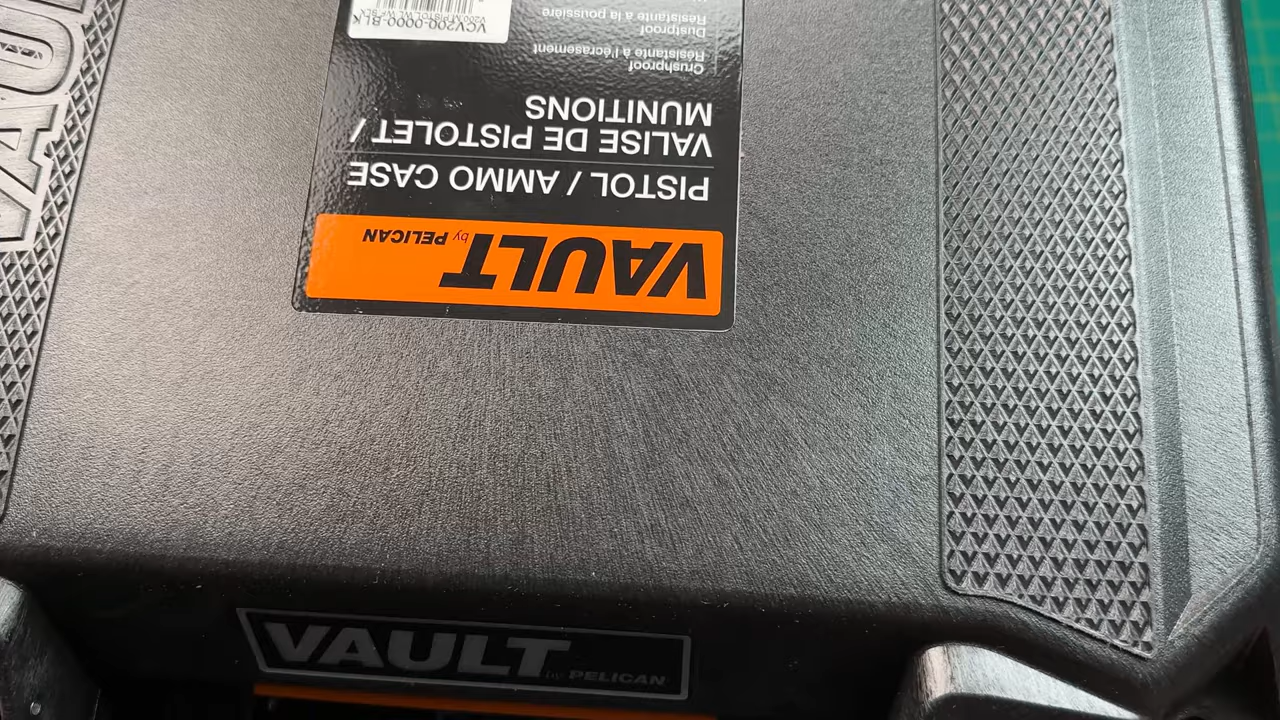 VAULT by PELICAN
PISTOL / AMMO CASE
VALISE DE PISTOLET /
MUNITIONS
Crushproof
Résistante à l'écrasement
Dustproof
Résistante à la poussière
VCV200-0000-BLK
VAULT by PELICAN